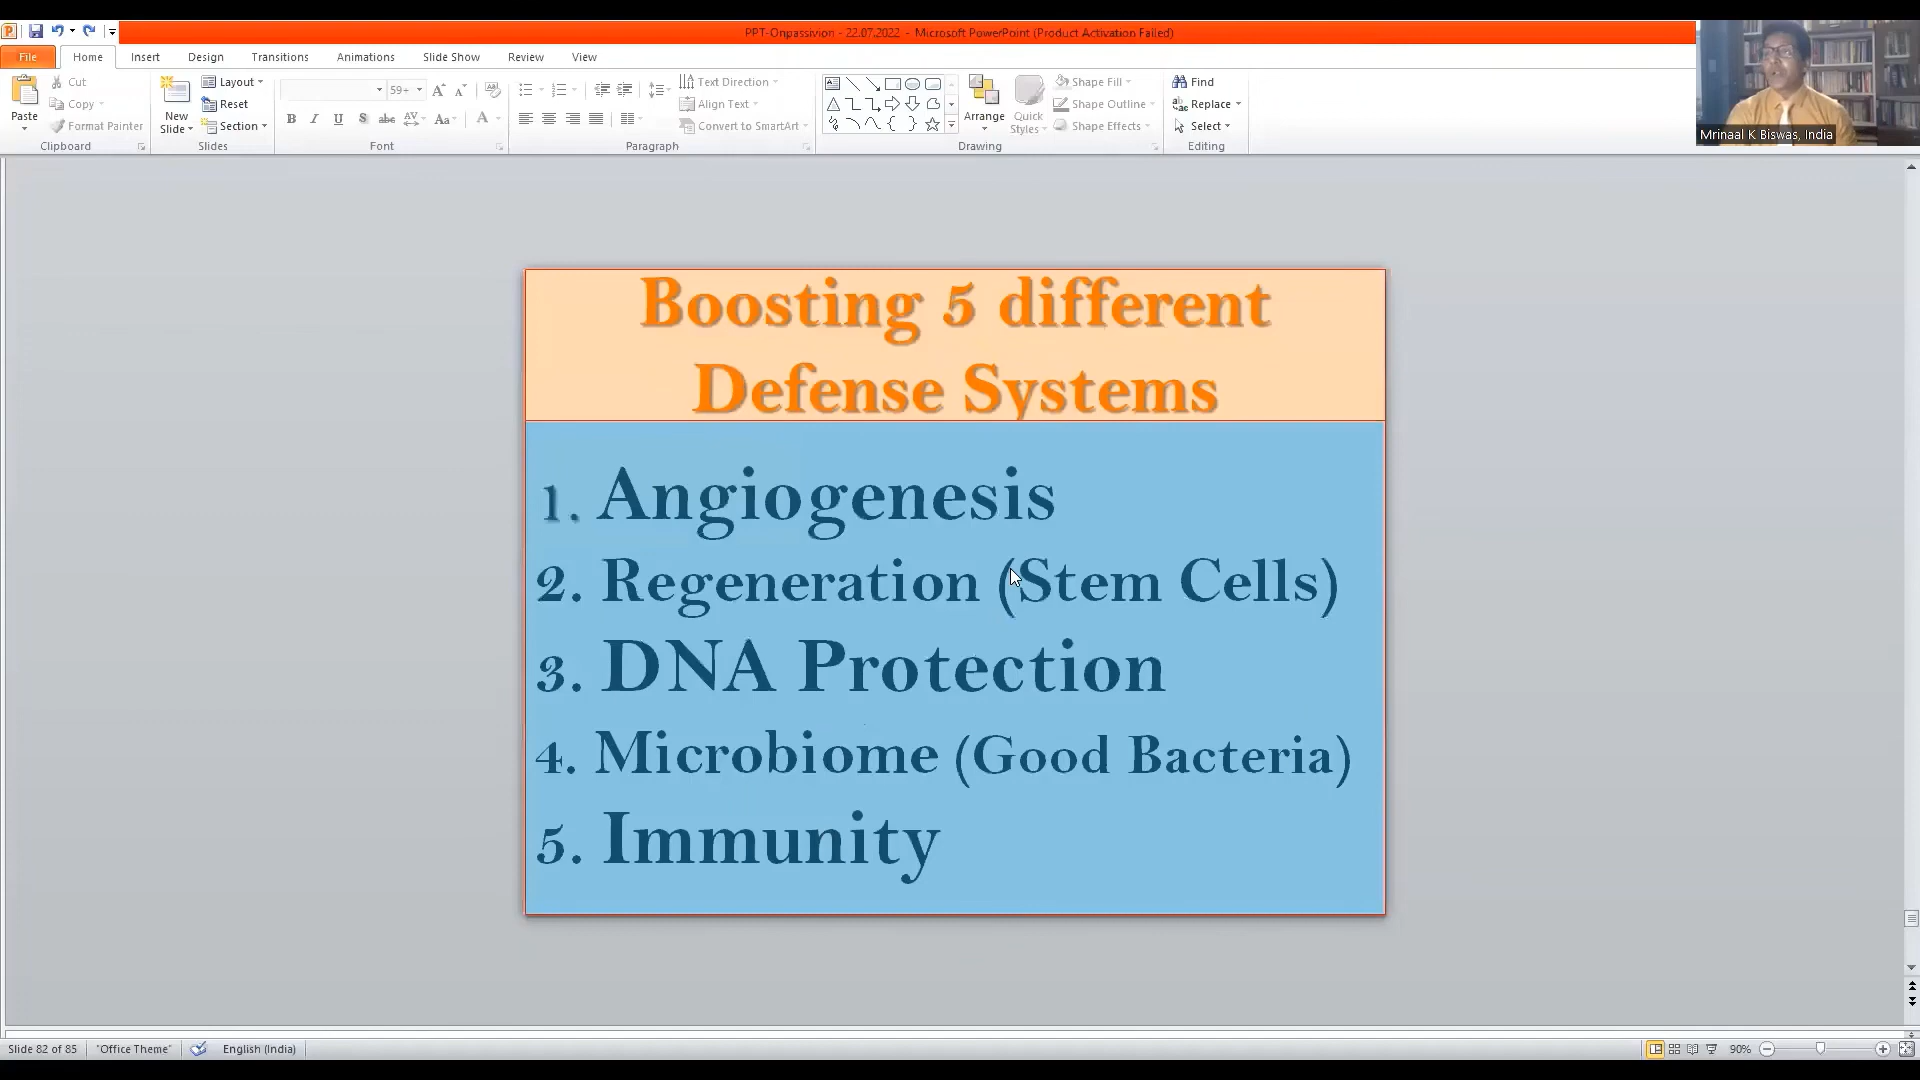 PPT-Onpassivion - 22.07.2022 - Microsoft PowerPoint (Product Activation Failed)
File Home Insert Design Transitions Animations Slide Show Review View
Cut
Copy
Format Painter
Paste
Clipboard
New
Slide
Layout
Reset
Section
Slides
59+
B I U S abc AV Aa A
Font
Text Direction
Align Text
Convert to SmartArt
Paragraph
Arrange
Quick
Styles
Shape Fill
Shape Outline
Shape Effects
Drawing
Find
Replace
Select
Editing
Mrinaal K Biswas, India
Boosting 5 different
Defense Systems
1. Angiogenesis
2. Regeneration (Stem Cells)
3. DNA Protection
4. Microbiome (Good Bacteria)
5. Immunity
Slide 82 of 85 "Office Theme" English (India) 90%